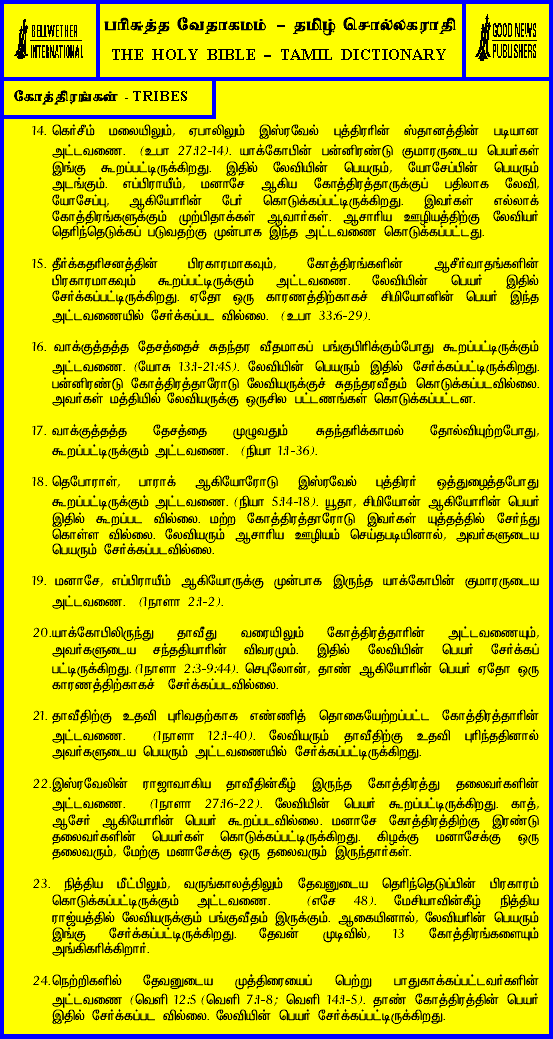 BELLWETHER
INTERNATIONAL
பரிசுத்த வேதாகமம் – தமிழ் சொல்லகராதி
THE HOLY BIBLE – TAMIL DICTIONARY
GOOD NEWS
PUBLISHERS
கோத்திரங்கள் - TRIBES
14. கெர்சீம் மலையிலும், ஏபாலிலும் இஸ்ரவேல் புத்திரரின் ஸ்தானத்தின் படியான
அட்டவணை. (உபா 27:12-14). யாக்கோபின் பன்னிரண்டு குமாரருடைய பெயர்கள்
இங்கு கூறப்பட்டிருக்கிறது. இதில் லேவியின் பெயரும், யோசேப்பின் பெயரும்
அடங்கும். எப்பிராயீம், மனாசே ஆகிய கோத்திரத்தாருக்குப் பதிலாக லேவி,
யோசேப்பு, ஆகியோரின் பேர் கொடுக்கப்பட்டிருக்கிறது. இவர்கள் எல்லாக்
கோத்திரங்களுக்கும் முற்பிதாக்கள் ஆவார்கள். ஆசாரிய ஊழியத்திற்கு லேவியர்
தெரிந்தெடுக்கப் படுவதற்கு முன்பாக இந்த அட்டவணை கொடுக்கப்பட்டது.
15. தீர்க்கதரிசனத்தின் பிரகாரமாகவும், கோத்திரங்களின் ஆசீர்வாதங்களின்
பிரகாரமாகவும் கூறப்பட்டிருக்கும் அட்டவணை. லேவியின் பெயர் இதில்
சேர்க்கப்பட்டிருக்கிறது. ஏதோ ஒரு காரணத்திற்காகச் சிமியோனின் பெயர் இந்த
அட்டவணையில் சேர்க்கப்பட வில்லை. (உபா 33:6-29).
16. வாக்குத்தத்த தேசத்தைச் சுதந்தர வீதமாகப் பங்குபிரிக்கும்போது கூறப்பட்டிருக்கும்
அட்டவணை. (யோசு 13:1-21:45). லேவியின் பெயரும் இதில் சேர்க்கப்பட்டிருக்கிறது.
பன்னிரண்டு கோத்திரத்தாரோடு லேவியருக்குச் சுதந்தரவீதம் கொடுக்கப்படவில்லை.
அவர்கள் மத்தியில் லேவியருக்கு ஒருசில பட்டணங்கள் கொடுக்கப்பட்டன.
17. வாக்குத்தத்த தேசத்தை முழுவதும் சுதந்தரிக்காமல் தோல்வியுற்றபோது,
கூறப்பட்டிருக்கும் அட்டவணை. (நியா 1:1-36).
18. தெபோராள், பாராக் ஆகியோரோடு இஸ்ரவேல் புத்திரர் ஒத்துழைத்தபோது
கூறப்பட்டிருக்கும் அட்டவணை. (நியா 5:14-18). யூதா, சிமியோன் ஆகியோரின் பெயர்
இதில் கூறப்பட வில்லை. மற்ற கோத்திரத்தாரோடு இவர்கள் யுத்தத்தில் சேர்ந்து
கொள்ள வில்லை. லேவியரும் ஆசாரிய ஊழியம் செய்தபடியினால், அவர்களுடைய
பெயரும் சேர்க்கப்படவில்லை.
19. மனாசே, எப்பிராயீம் ஆகியோருக்கு முன்பாக இருந்த யாக்கோபின் குமாரருடைய
அட்டவணை. (1நாளா 2:1-2).
20.யாக்கோபிலிருந்து தாவீது வரையிலும் கோத்திரத்தாரின் அட்டவணையும்,
அவர்களுடைய சந்ததியாரின் விவரமும். இதில் லேவியின் பெயர் சேர்க்கப்
பட்டிருக்கிறது. (1நாளா 2:3-9:44). செபுலோன், தாண் ஆகியோரின் பெயர் ஏதோ ஒரு
காரணத்திற்காகச் சேர்க்கப்படவில்லை.
21. தாவீதிற்கு உதவி புரிவதற்காக எண்ணித் தொகையேற்றப்பட்ட கோத்திரத்தாரின்
அட்டவணை. (1நாளா 12:1-40). லேவியரும் தாவீதிற்கு உதவி புரிந்ததினால்
அவர்களுடைய பெயரும் அட்டவணையில் சேர்க்கப்பட்டிருக்கிறது.
22.இஸ்ரவேலின் ராஜாவாகிய தாவீதின்கீழ் இருந்த கோத்திரத்து தலைவர்களின்
அட்டவணை. (1நாளா 27:16-22). லேவியின் பெயர் கூறப்பட்டிருக்கிறது. காத்,
ஆசேர் ஆகியோரின் பெயர் கூறப்படவில்லை. மனாசே கோத்திரத்திற்கு இரண்டு
தலைவர்களின் பெயர்கள் கொடுக்கப்பட்டிருக்கிறது. கிழக்கு மனாசேக்கு ஒரு
தலைவரும், மேற்கு மனாசேக்கு ஒரு தலைவரும் இருந்தார்கள்.
23. நித்திய மீட்பிலும், வருங்காலத்திலும் தேவனுடைய தெரிந்தெடுப்பின் பிரகாரம்
கொடுக்கப்பட்டிருக்கும் அட்டவணை. (எசே 48). மேசியாவின்கீழ் நித்திய
ராஜ்யத்தில் லேவியருக்கும் பங்குவீதம் இருக்கும். ஆகையினால், லேவியரின் பெயரும்
இங்கு சேர்க்கப்பட்டிருக்கிறது. தேவன் முடிவில், 13 கோத்திரங்களையும்
அங்கிகரிக்கிறார்.
24.நெற்றிகளில் தேவனுடைய முத்திரையைப் பெற்று பாதுகாக்கப்பட்டவர்களின்
அட்டவணை (வெளி 12:5 (வெளி 7:1-8; வெளி 14:1-5). தாண் கோத்திரத்தின் பெயர்
இதில் சேர்க்கப்பட வில்லை. லேவியின் பெயர் சேர்க்கப்பட்டிருக்கிறது.